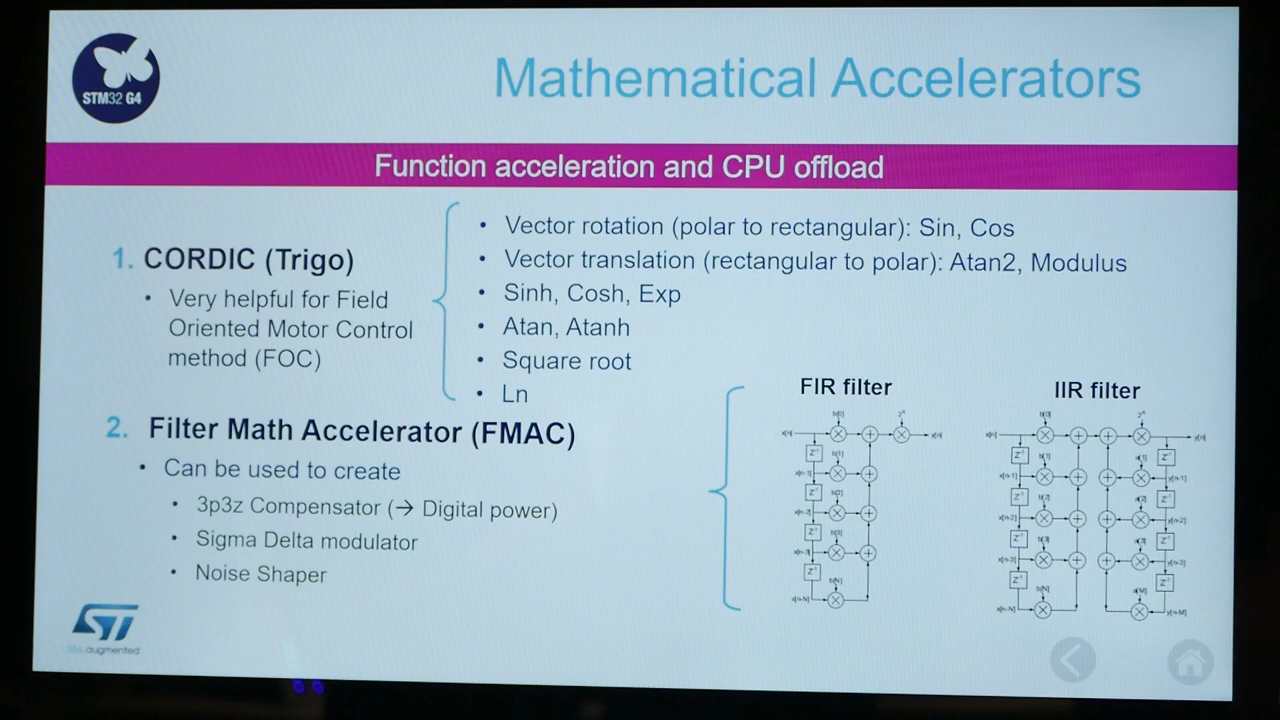 STM32 G4
Mathematical Accelerators
Function acceleration and CPU offload
1. CORDIC (Trigo)
• Very helpful for Field
Oriented Motor Control
method (FOC)
• Vector rotation (polar to rectangular): Sin, Cos
• Vector translation (rectangular to polar): Atan2, Modulus
• Sinh, Cosh, Exp
• Atan, Atanh
• Square root
• Ln
2. Filter Math Accelerator (FMAC)
• Can be used to create
• 3p3z Compensator (→ Digital power)
• Sigma Delta modulator
• Noise Shaper
FIR filter
IIR filter
ST
augmented